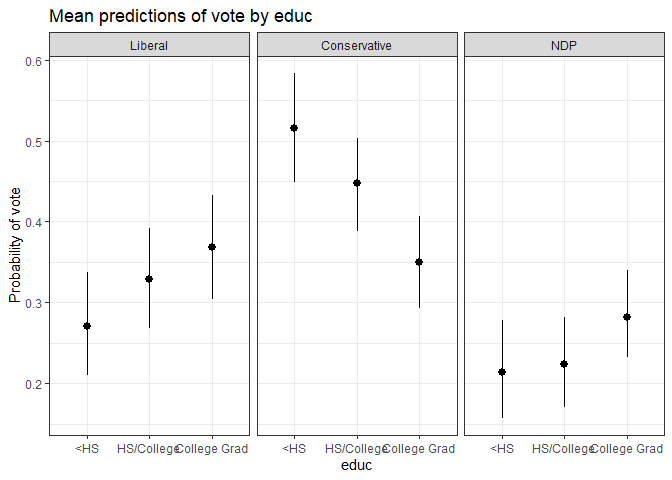 Mean predictions of vote by educ
Liberal
Conservative
NDP
0.6
0.5
0.4
0.3
0.2
Probability of vote
<HS HS/College College Grad
<HS HS/College College Grad
<HS HS/College College Grad
educ